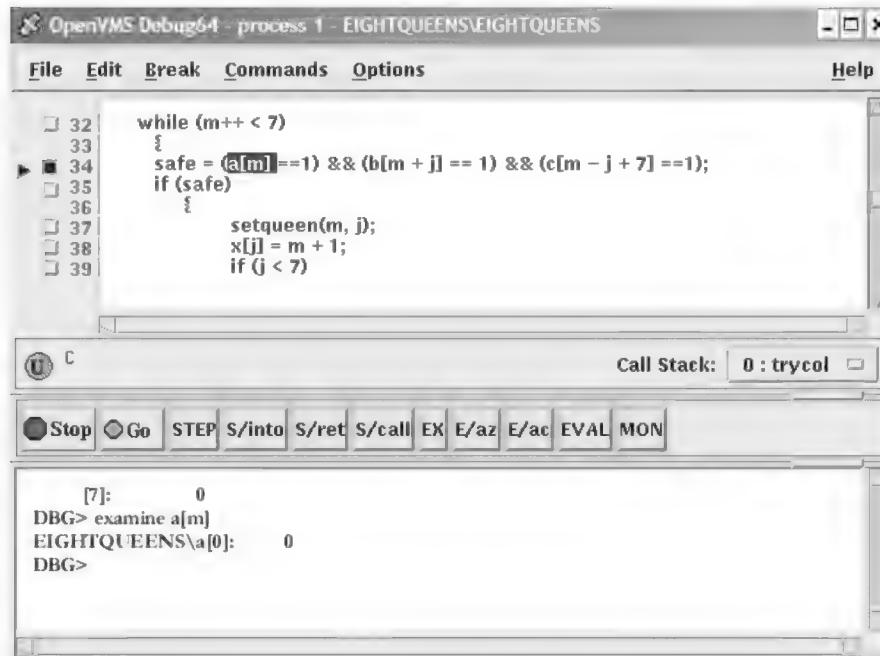 OpenVMS Debug64 - process 1 - EIGHTQUEENS\EIGHTQUEENS
File Edit Break Commands Options Help
32 while (m++ < 7)
33 {
34 safe = (a[m] ==1) && (b[m + j] == 1) && (c[m − j + 7] ==1);
35 if (safe)
36 {
37 setqueen(m, j);
38 x[j] = m + 1;
39 if (j < 7)
U C Call Stack: 0 : trycol
Stop Go STEP S/into S/ret S/call EX E/az E/ac EVAL MON
[7]: 0
DBG> examine a[m]
EIGHTQUEENS\a[0]: 0
DBG>